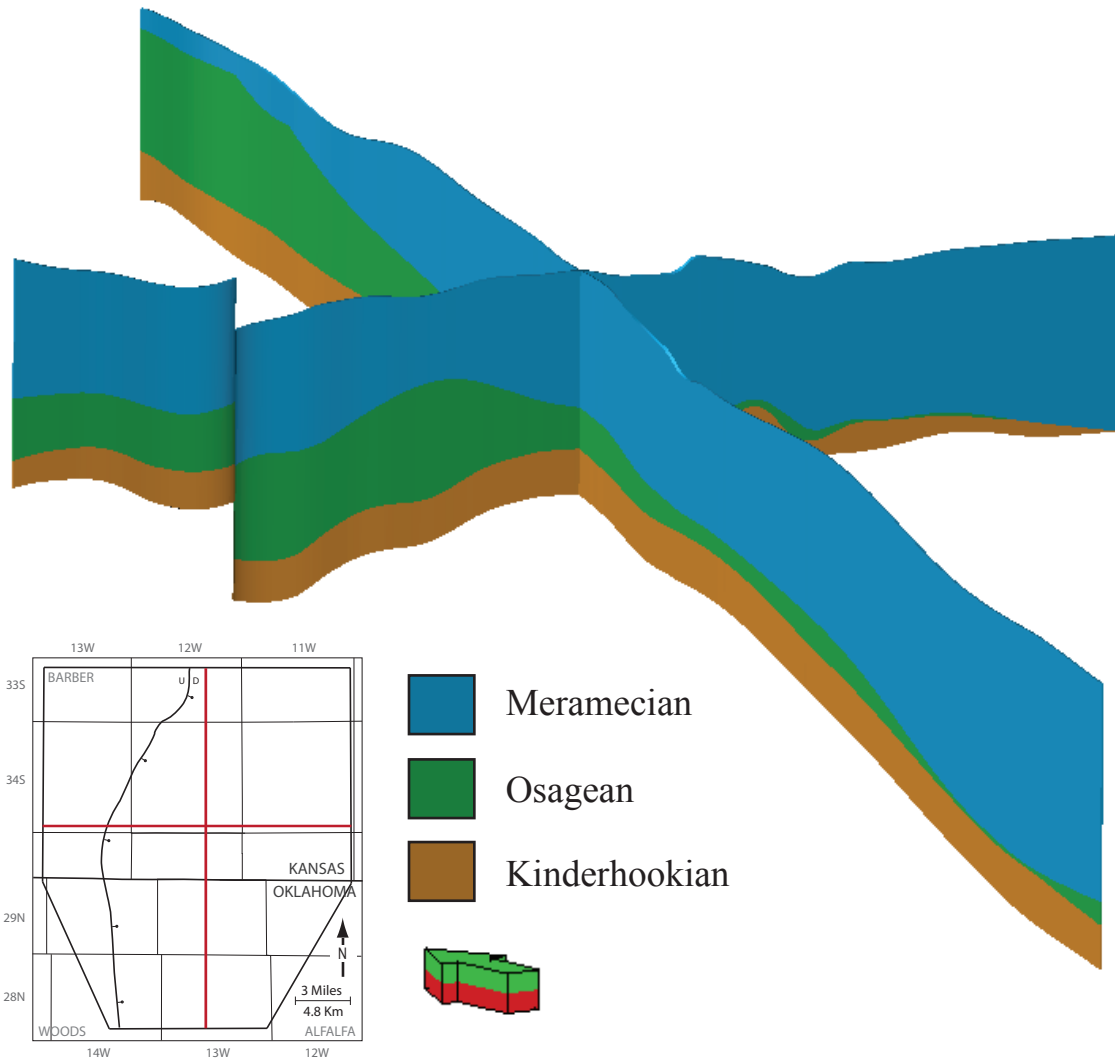 13W 12W 11W
33S
BARBER
U D
34S
KANSAS
OKLAHOMA
29N
N
3 Miles
4.8 Km
28N
WOODS
ALFALFA
14W 13W 12W
Meramecian
Osagean
Kinderhookian